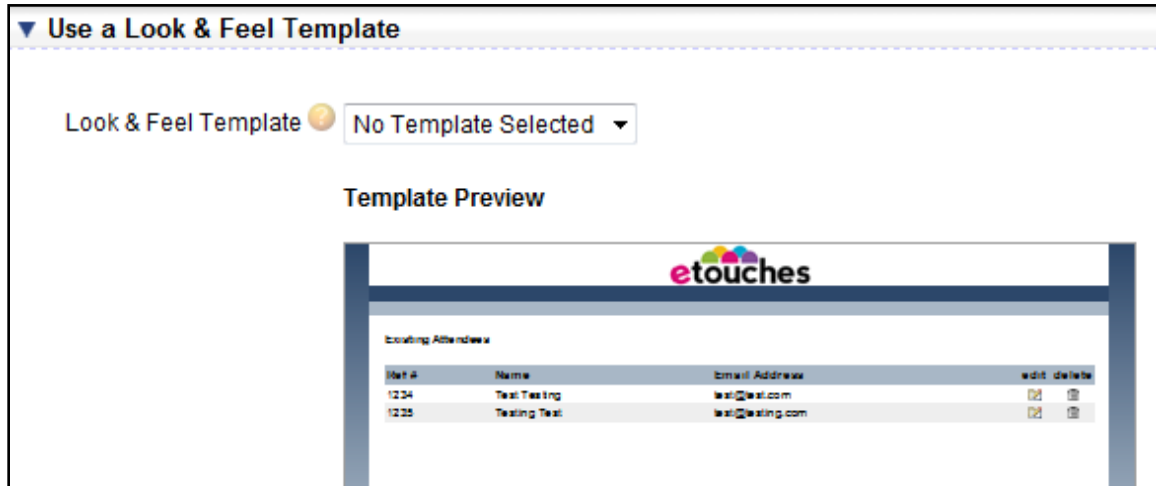 Use a Look & Feel Template
Look & Feel Template ? No Template Selected
Template Preview
etouches
Existing Attendees
Ref # Name Email Address edit delete
1234 Test Testing test@test.com
1235 Testing Test test@testing.com